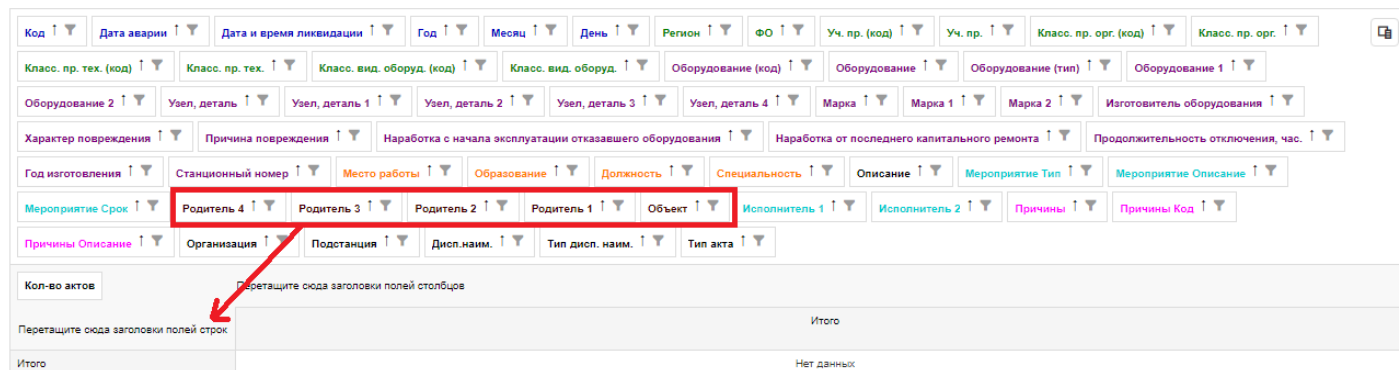 Код Дата аварии Дата и время ликвидации Год Месяц День Регион ФО Уч. пр. (код) Уч. пр. Класс. пр. орг. (код) Класс. пр. орг.
Класс. пр. тех. (код) Класс. пр. тех. Класс. вид. оборуд. (код) Класс. вид. оборуд. Оборудование (код) Оборудование Оборудование (тип) Оборудование 1
Оборудование 2 Узел, деталь Узел, деталь 1 Узел, деталь 2 Узел, деталь 3 Узел, деталь 4 Марка Марка 1 Марка 2 Изготовитель оборудования
Характер повреждения Причина повреждения Наработка с начала эксплуатации отказавшего оборудования Наработка от последнего капитального ремонта Продолжительность отключения, час.
Год изготовления Станционный номер Место работы Образование Должность Специальность Описание Мероприятие Тип Мероприятие Описание
Мероприятие Срок Родитель 4 Родитель 3 Родитель 2 Родитель 1 Объект Исполнитель 1 Исполнитель 2 Причины Причины Код
Причины Описание Организация Подстанция Дисп.наим. Тип дисп. наим. Тип акта
Кол-во актов Перетащите сюда заголовки полей столбцов
Перетащите сюда заголовки полей строк Итого
Итого Нет данных